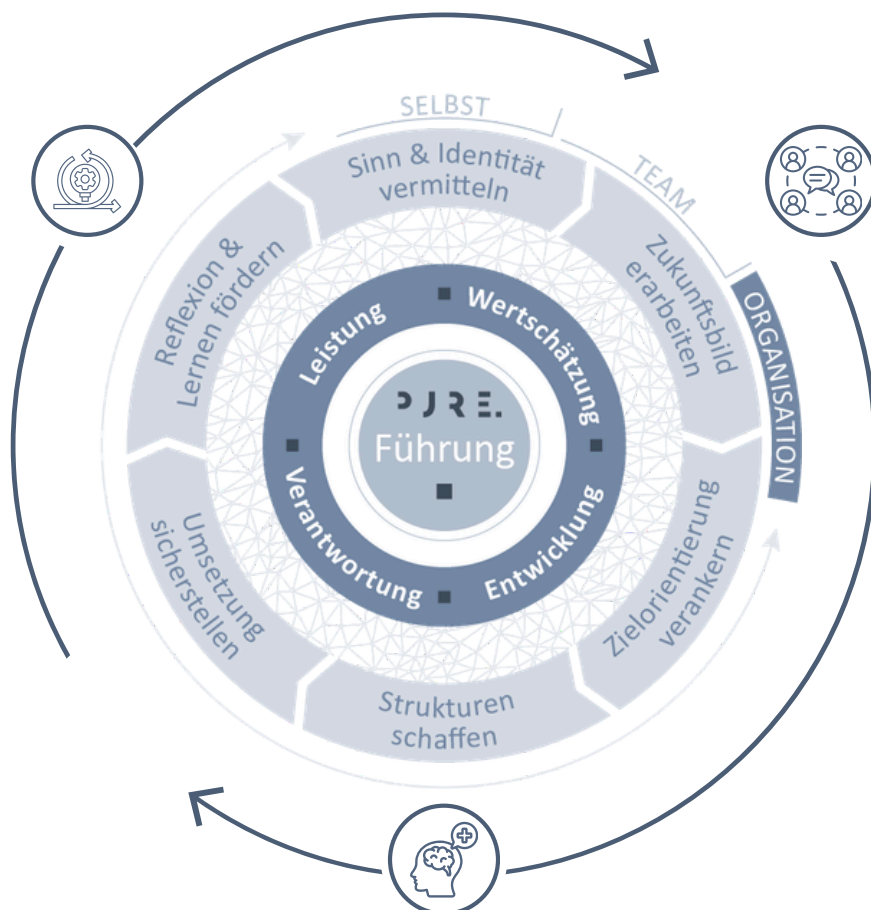 SELBST
TEAM
ORGANISATION
Sinn & Identität
vermitteln
Zukunftsbild
erarbeiten
Zielorientierung
verankern
Strukturen
schaffen
Umsetzung
sicherstellen
Reflexion &
Lernen fördern
Leistung
Wertschätzung
Entwicklung
Verantwortung
PURE.
Führung